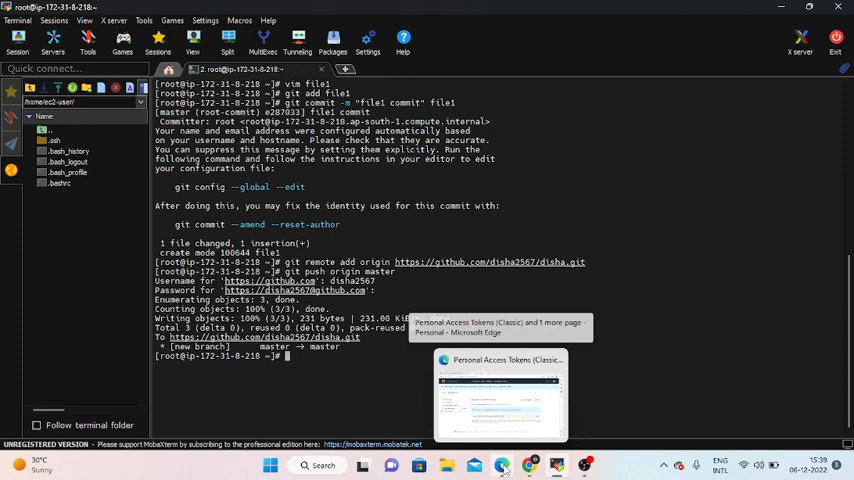 root@ip-172-31-8-218:~
Terminal Sessions View X server Tools Games Settings Macros Help
Session Servers Tools Games Sessions View Split MultiExec Tunneling Packages Settings Help X server Exit
Quick connect...
2. root@ip-172-31-8-218:~
/home/ec2-user/
Name
..
.ssh
.bash_history
.bash_logout
.bash_profile
.bashrc
Follow terminal folder
[root@ip-172-31-8-218 ~]# vim file1
[root@ip-172-31-8-218 ~]# git add file1
[root@ip-172-31-8-218 ~]# git commit -m "file1 commit" file1
[master (root-commit) e287033] file1 commit
Committer: root <root@ip-172-31-8-218.ap-south-1.compute.internal>
Your name and email address were configured automatically based
on your username and hostname. Please check that they are accurate.
You can suppress this message by setting them explicitly. Run the
following command and follow the instructions in your editor to edit
your configuration file:
git config --global --edit
After doing this, you may fix the identity used for this commit with:
git commit --amend --reset-author
1 file changed, 1 insertion(+)
create mode 100644 file1
[root@ip-172-31-8-218 ~]# git remote add origin https://github.com/disha2567/disha.git
[root@ip-172-31-8-218 ~]# git push origin master
Username for 'https://github.com': disha2567
Password for 'https://disha2567@github.com':
Enumerating objects: 3, done.
Counting objects: 100% (3/3), done.
Writing objects: 100% (3/3), 231 bytes | 231.00 KiB/s, done.
Total 3 (delta 0), reused 0 (delta 0), pack-reused
To https://github.com/disha2567/disha.git
* [new branch] master -> master
[root@ip-172-31-8-218 ~]#
Personal Access Tokens (Classic) and 1 more page -
Personal - Microsoft Edge
Personal Access Tokens (Classic...
UNREGISTERED VERSION - Please support MobaXterm by subscribing to the professional edition here: https://mobaxterm.mobatek.net
30°C
Sunny
Search
ENG
INTL
15:39
06-12-2022
3